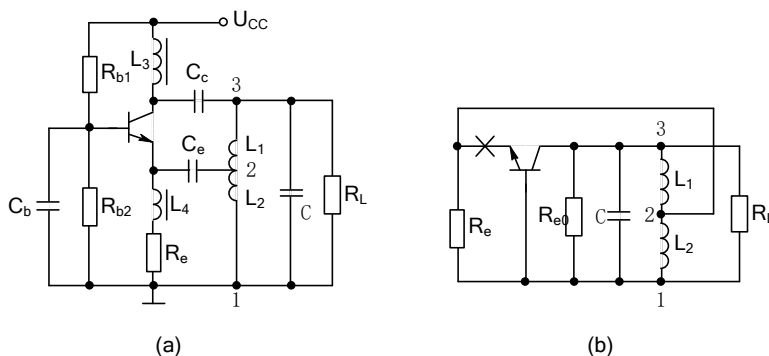 U_CC
L_3
R_b1
C_c
3
3
C_e
L_1
2
L_2
R_L
C
C_b
R_b2
L_4
R_e
1
R_e
R_e0
C
2
L_1
L_2
1
(a)
(b)